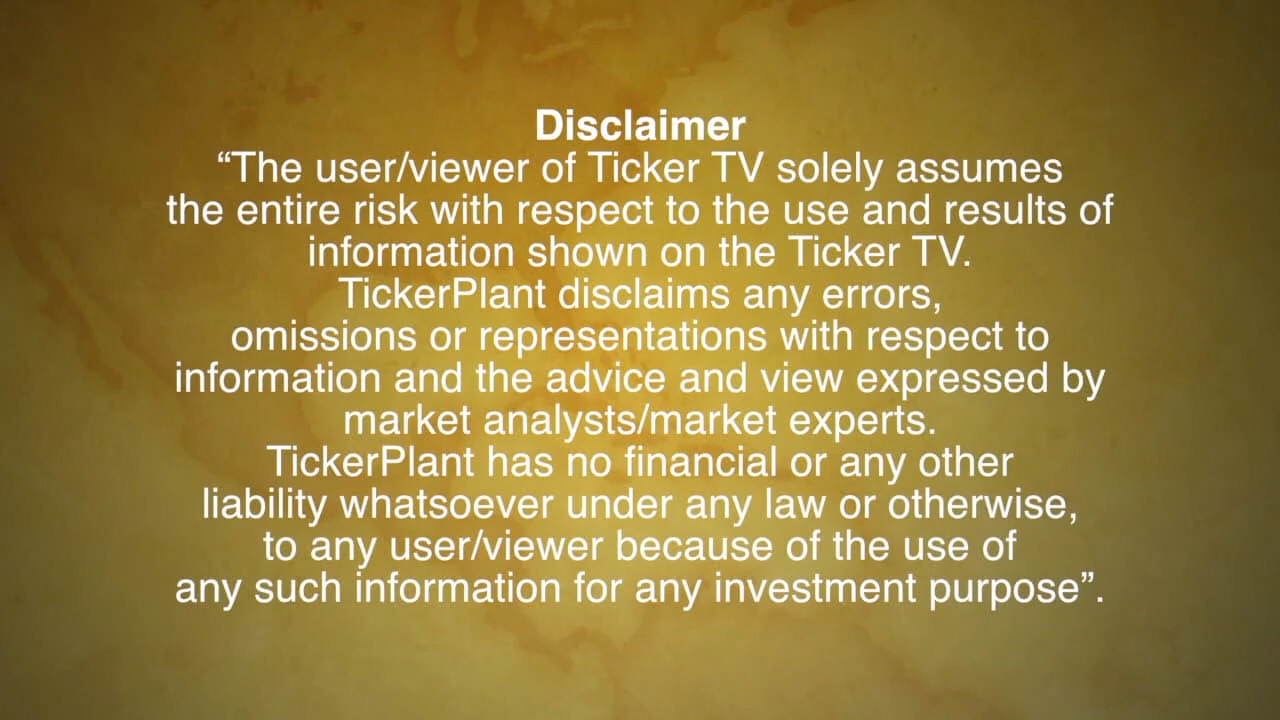 Disclaimer
“The user/viewer of Ticker TV solely assumes
the entire risk with respect to the use and results of
information shown on the Ticker TV.
TickerPlant disclaims any errors,
omissions or representations with respect to
information and the advice and view expressed by
market analysts/market experts.
TickerPlant has no financial or any other
liability whatsoever under any law or otherwise,
to any user/viewer because of the use of
any such information for any investment purpose”.